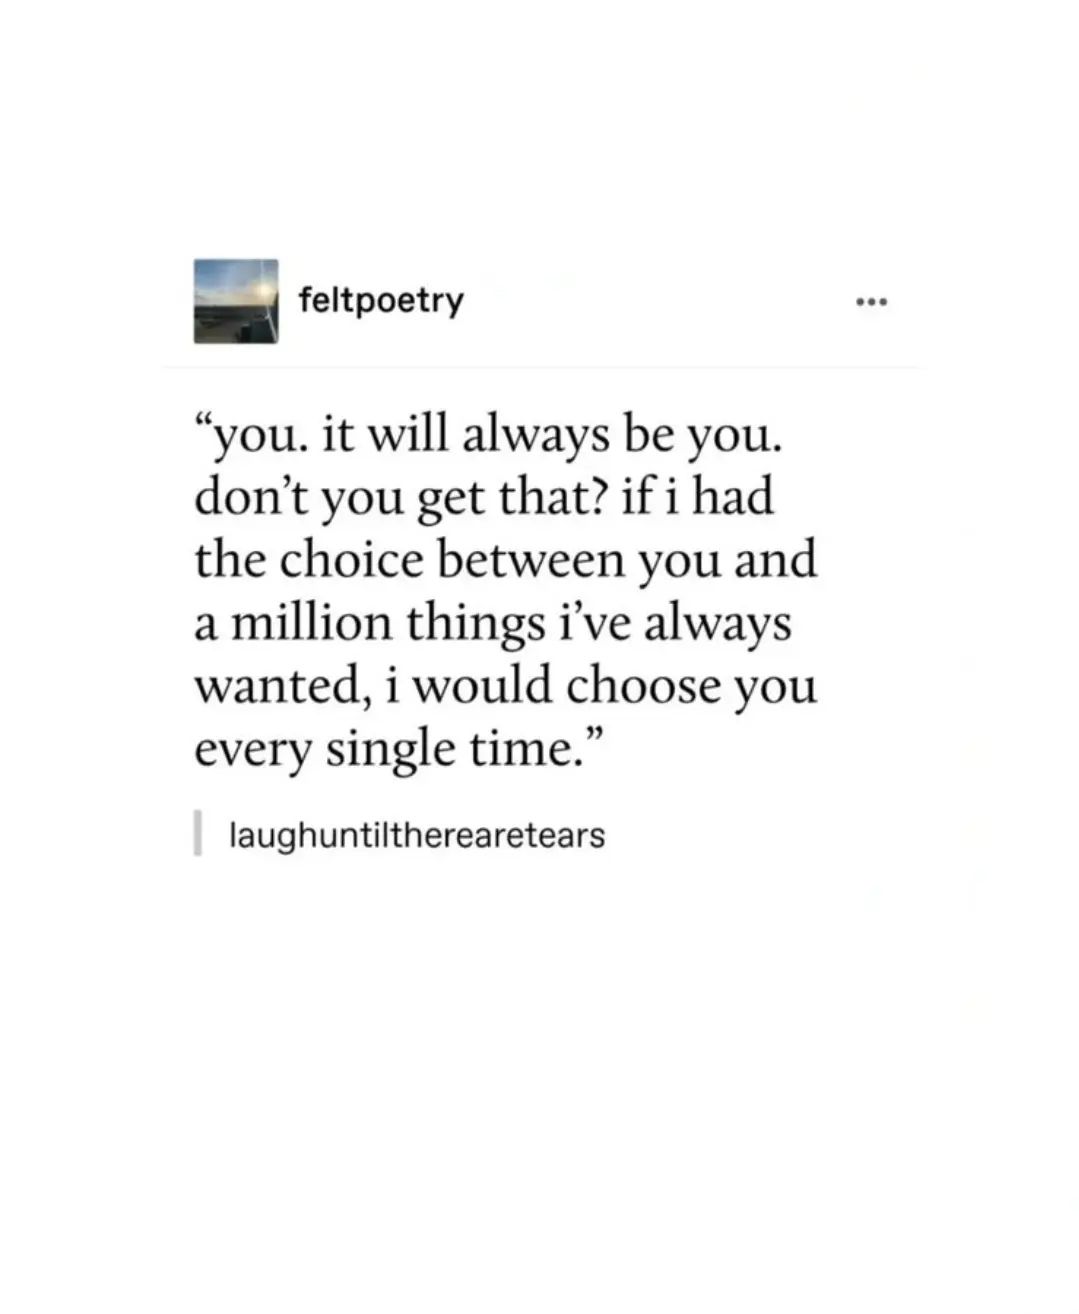 feltpoetry
“you. it will always be you.
don’t you get that? if i had
the choice between you and
a million things i’ve always
wanted, i would choose you
every single time.”
laughuntiltherearetears